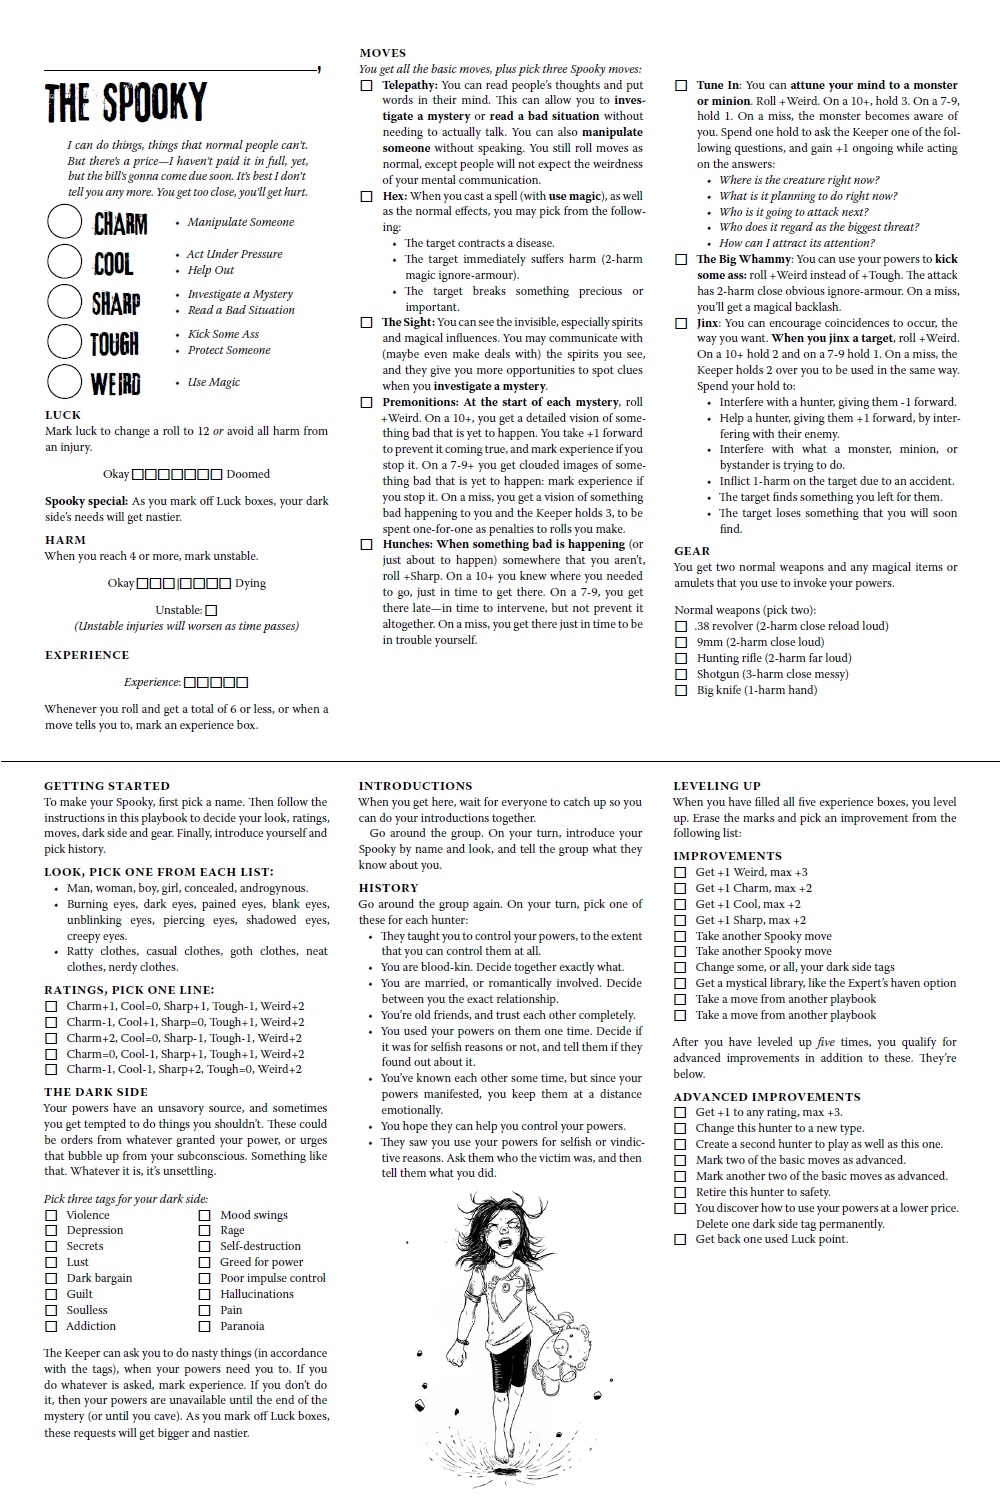 ,
THE SPOOKY
I can do things, things that normal people can't.
But there's a price—I haven't paid it in full, yet,
but the bill's gonna come due soon. It's best I don't
tell you any more. You get too close, you'll get hurt.
CHARM
• Manipulate Someone
COOL
• Act Under Pressure
• Help Out
SHARP
• Investigate a Mystery
• Read a Bad Situation
TOUGH
• Kick Some Ass
• Protect Someone
WEIRD
• Use Magic
LUCK
Mark luck to change a roll to 12 or avoid all harm from
an injury.
Okay □□□□□□□ Doomed
Spooky special: As you mark off Luck boxes, your dark
side's needs will get nastier.
HARM
When you reach 4 or more, mark unstable.
Okay □□□|□□□□ Dying
Unstable: □
(Unstable injuries will worsen as time passes)
EXPERIENCE
Experience: □□□□□
Whenever you roll and get a total of 6 or less, or when a
move tells you to, mark an experience box.
MOVES
You get all the basic moves, plus pick three Spooky moves:
□ Telepathy: You can read people's thoughts and put
words in their mind. This can allow you to inves-
tigate a mystery or read a bad situation without
needing to actually talk. You can also manipulate
someone without speaking. You still roll moves as
normal, except people will not expect the weirdness
of your mental communication.
□ Hex: When you cast a spell (with use magic), as well
as the normal effects, you may pick from the follow-
ing:
• The target contracts a disease.
• The target immediately suffers harm (2-harm
magic ignore-armour).
• The target breaks something precious or
important.
□ The Sight: You can see the invisible, especially spirits
and magical influences. You may communicate with
(maybe even make deals with) the spirits you see,
and they give you more opportunities to spot clues
when you investigate a mystery.
□ Premonitions: At the start of each mystery, roll
+Weird. On a 10+, you get a detailed vision of some-
thing bad that is yet to happen. You take +1 forward
to prevent it coming true, and mark experience if you
stop it. On a 7-9+ you get clouded images of some-
thing bad that is yet to happen: mark experience if
you stop it. On a miss, you get a vision of something
bad happening to you and the Keeper holds 3, to be
spent one-for-one as penalties to rolls you make.
□ Hunches: When something bad is happening (or
just about to happen) somewhere that you aren't,
roll +Sharp. On a 10+ you knew where you needed
to go, just in time to get there. On a 7-9, you get
there late—in time to intervene, but not prevent it
altogether. On a miss, you get there just in time to be
in trouble yourself.
□ Tune In: You can attune your mind to a monster
or minion. Roll +Weird. On a 10+, hold 3. On a 7-9,
hold 1. On a miss, the monster becomes aware of
you. Spend one hold to ask the Keeper one of the fol-
lowing questions, and gain +1 ongoing while acting
on the answers:
• Where is the creature right now?
• What is it planning to do right now?
• Who is it going to attack next?
• Who does it regard as the biggest threat?
• How can I attract its attention?
□ The Big Whammy: You can use your powers to kick
some ass: roll +Weird instead of +Tough. The attack
has 2-harm close obvious ignore-armour. On a miss,
you'll get a magical backlash.
□ Jinx: You can encourage coincidences to occur, the
way you want. When you jinx a target, roll +Weird.
On a 10+ hold 2 and on a 7-9 hold 1. On a miss, the
Keeper holds 2 over you to be used in the same way.
Spend your hold to:
• Interfere with a hunter, giving them -1 forward.
• Help a hunter, giving them +1 forward, by inter-
fering with their enemy.
• Interfere with what a monster, minion, or
bystander is trying to do.
• Inflict 1-harm on the target due to an accident.
• The target finds something you left for them.
• The target loses something that you will soon
find.
GEAR
You get two normal weapons and any magical items or
amulets that you use to invoke your powers.
Normal weapons (pick two):
□ .38 revolver (2-harm close reload loud)
□ 9mm (2-harm close loud)
□ Hunting rifle (2-harm far loud)
□ Shotgun (3-harm close messy)
□ Big knife (1-harm hand)
GETTING STARTED
To make your Spooky, first pick a name. Then follow the
instructions in this playbook to decide your look, ratings,
moves, dark side and gear. Finally, introduce yourself and
pick history.
LOOK, PICK ONE FROM EACH LIST:
• Man, woman, boy, girl, concealed, androgynous.
• Burning eyes, dark eyes, pained eyes, blank eyes,
unblinking eyes, piercing eyes, shadowed eyes,
creepy eyes.
• Ratty clothes, casual clothes, goth clothes, neat
clothes, nerdy clothes.
RATINGS, PICK ONE LINE:
□ Charm+1, Cool=0, Sharp+1, Tough-1, Weird+2
□ Charm-1, Cool+1, Sharp=0, Tough+1, Weird+2
□ Charm+2, Cool=0, Sharp-1, Tough-1, Weird+2
□ Charm=0, Cool-1, Sharp+1, Tough+1, Weird+2
□ Charm-1, Cool-1, Sharp+2, Tough=0, Weird+2
THE DARK SIDE
Your powers have an unsavory source, and sometimes
you get tempted to do things you shouldn't. These could
be orders from whatever granted your power, or urges
that bubble up from your subconscious. Something like
that. Whatever it is, it's unsettling.
Pick three tags for your dark side:
□ Violence
□ Depression
□ Secrets
□ Lust
□ Dark bargain
□ Guilt
□ Soulless
□ Addiction
□ Mood swings
□ Rage
□ Self-destruction
□ Greed for power
□ Poor impulse control
□ Hallucinations
□ Pain
□ Paranoia
The Keeper can ask you to do nasty things (in accordance
with the tags), when your powers need you to. If you
do whatever is asked, mark experience. If you don't do
it, then your powers are unavailable until the end of the
mystery (or until you cave). As you mark off Luck boxes,
these requests will get bigger and nastier.
INTRODUCTIONS
When you get here, wait for everyone to catch up so you
can do your introductions together.
Go around the group. On your turn, introduce your
Spooky by name and look, and tell the group what they
know about you.
HISTORY
Go around the group again. On your turn, pick one of
these for each hunter:
• They taught you to control your powers, to the extent
that you can control them at all.
• You are blood-kin. Decide together exactly what.
• You are married, or romantically involved. Decide
between you the exact relationship.
• You're old friends, and trust each other completely.
• You used your powers on them one time. Decide if
it was for selfish reasons or not, and tell them if they
found out about it.
• You've known each other some time, but since your
powers manifested, you keep them at a distance
emotionally.
• You hope they can help you control your powers.
• They saw you use your powers for selfish or vindic-
tive reasons. Ask them who the victim was, and then
tell them what you did.
LEVELING UP
When you have filled all five experience boxes, you level
up. Erase the marks and pick an improvement from the
following list:
IMPROVEMENTS
□ Get +1 Weird, max +3
□ Get +1 Charm, max +2
□ Get +1 Cool, max +2
□ Get +1 Sharp, max +2
□ Take another Spooky move
□ Take another Spooky move
□ Change some, or all, your dark side tags
□ Get a mystical library, like the Expert's haven option
□ Take a move from another playbook
□ Take a move from another playbook
After you have leveled up five times, you qualify for
advanced improvements in addition to these. They're
below.
ADVANCED IMPROVEMENTS
□ Get +1 to any rating, max +3.
□ Change this hunter to a new type.
□ Create a second hunter to play as well as this one.
□ Mark two of the basic moves as advanced.
□ Mark another two of the basic moves as advanced.
□ Retire this hunter to safety.
□ You discover how to use your powers at a lower price.
Delete one dark side tag permanently.
□ Get back one used Luck point.